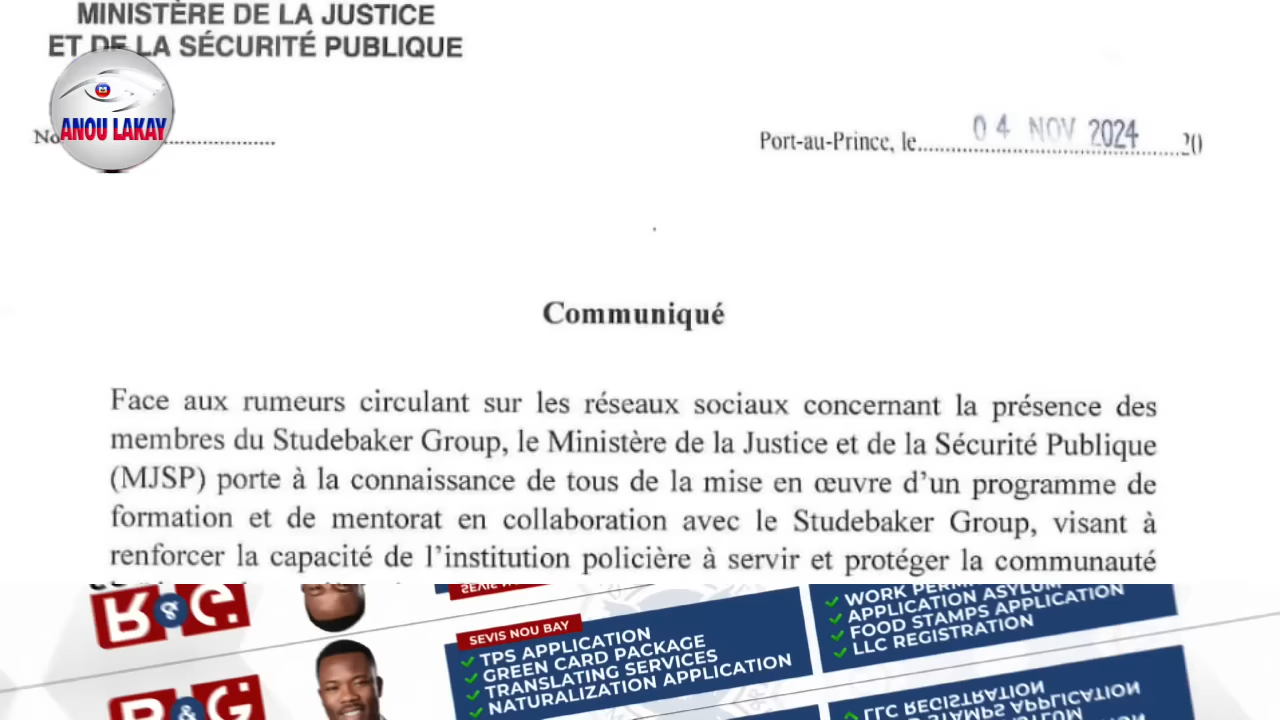 MINISTÈRE DE LA JUSTICE
ET DE LA SÉCURITÉ PUBLIQUE
ANOU LAKAY
No
Port-au-Prince, le 04 NOV 2024 20
Communiqué
Face aux rumeurs circulant sur les réseaux sociaux concernant la présence des
membres du Studebaker Group, le Ministère de la Justice et de la Sécurité Publique
(MJSP) porte à la connaissance de tous de la mise en œuvre d’un programme de
formation et de mentorat en collaboration avec le Studebaker Group, visant à
renforcer la capacité de l’institution policière à servir et protéger la communauté
R&G
SEVIS NOU BAY
TPS APPLICATION
GREEN CARD PACKAGE
TRANSLATING SERVICES
NATURALIZATION APPLICATION
APPLICATION ASYLUM
FOOD STAMPS APPLICATION
LLC REGISTRATION
R&G
LLC REGISTRATION
STAMPS APPLICATION